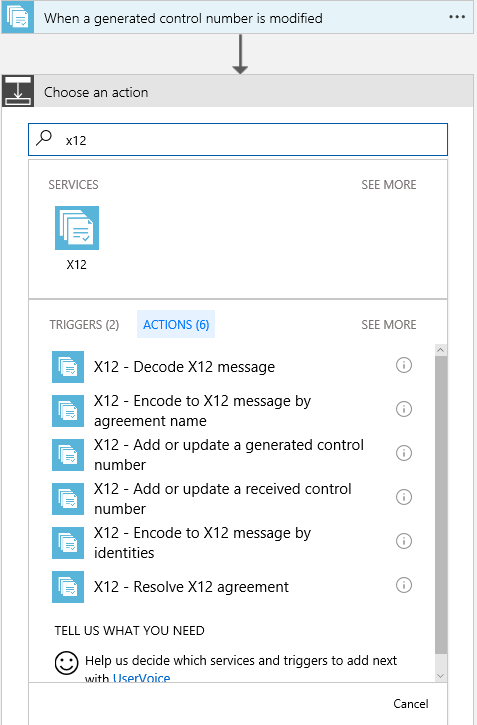 When a generated control number is modified
Choose an action
x12
SERVICES
SEE MORE
X12
TRIGGERS (2)
ACTIONS (6)
SEE MORE
X12 - Decode X12 message
X12 - Encode to X12 message by
agreement name
X12 - Add or update a generated control
number
X12 - Add or update a received control
number
X12 - Encode to X12 message by
identities
X12 - Resolve X12 agreement
TELL US WHAT YOU NEED
Help us decide which services and triggers to add next
with UserVoice
Cancel